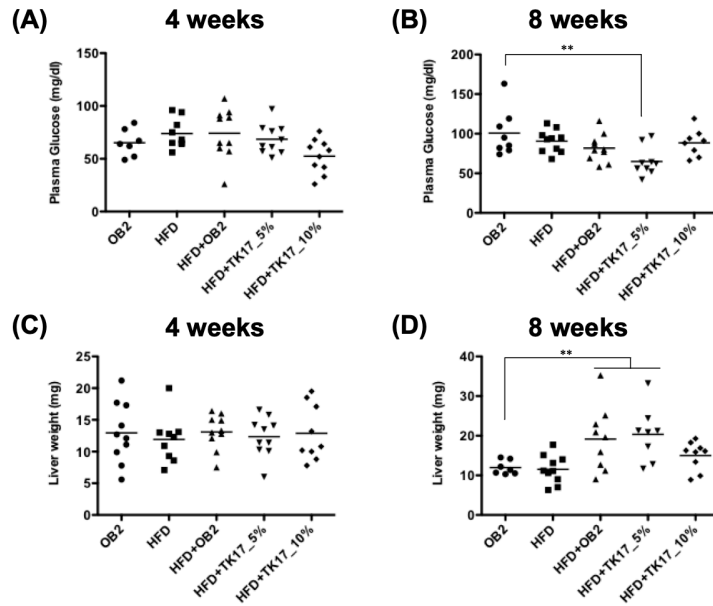 (A) 4 weeks
Plasma Glucose (mg/dl)
150
100
50
0
OB2
HFD
HFD+OB2
HFD+TK17_5%
HFD+TK17_10%
(B) 8 weeks
**
Plasma Glucose (mg/dl)
200
150
100
50
0
OB2
HFD
HFD+OB2
HFD+TK17_5%
HFD+TK17_10%
(C) 4 weeks
Liver weight (mg)
25
20
15
10
5
0
OB2
HFD
HFD+OB2
HFD+TK17_5%
HFD+TK17_10%
(D) 8 weeks
**
Liver weight (mg)
40
30
20
10
0
OB2
HFD
HFD+OB2
HFD+TK17_5%
HFD+TK17_10%